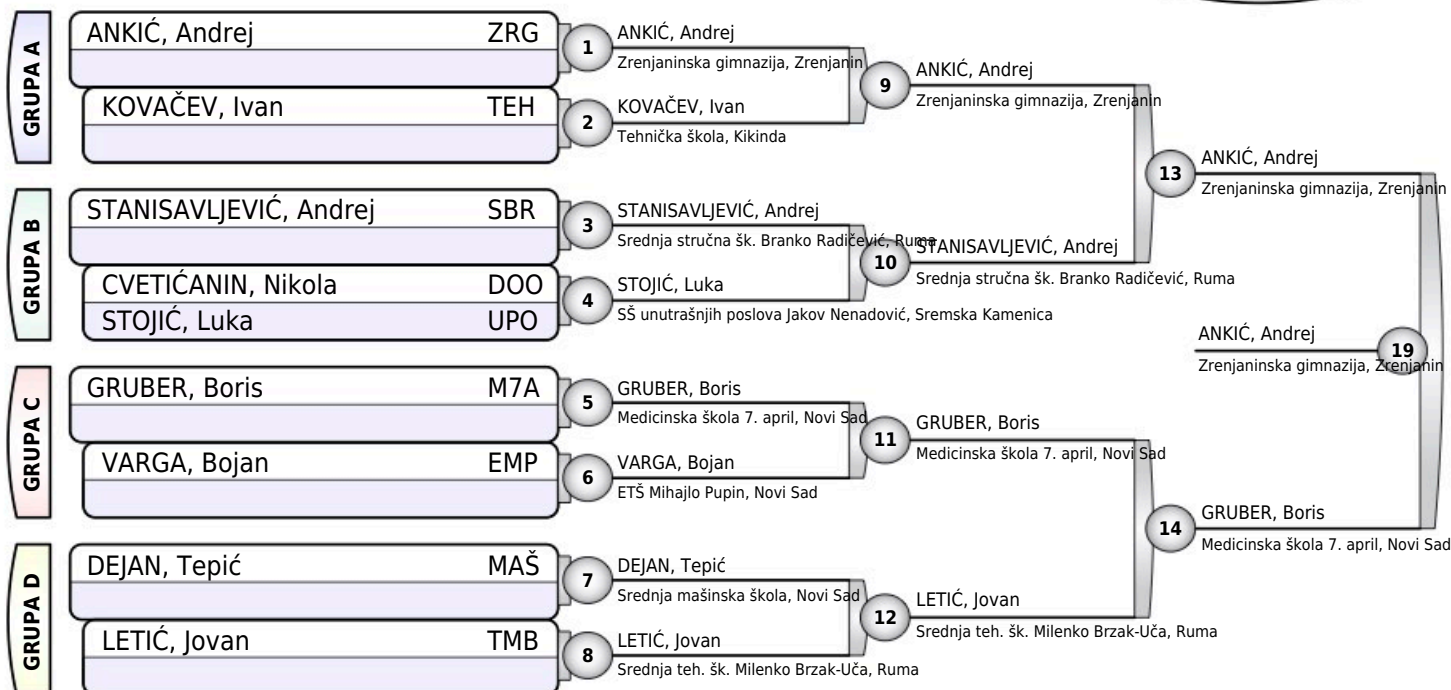 GRUPA A
ANKIĆ, Andrej ZRG
KOVAČEV, Ivan TEH
GRUPA B
STANISAVLJEVIĆ, Andrej SBR
CVETIĆANIN, Nikola DOO
STOJIĆ, Luka UPO
GRUPA C
GRUBER, Boris M7A
VARGA, Bojan EMP
GRUPA D
DEJAN, Tepić MAŠ
LETIĆ, Jovan TMB
1
ANKIĆ, Andrej
Zrenjaninska gimnazija, Zrenjanin
2
KOVAČEV, Ivan
Tehnička škola, Kikinda
3
STANISAVLJEVIĆ, Andrej
Srednja stručna šk. Branko Radičević, Ruma
4
STOJIĆ, Luka
SŠ unutrašnjih poslova Jakov Nenadović, Sremska Kamenica
5
GRUBER, Boris
Medicinska škola 7. april, Novi Sad
6
VARGA, Bojan
ETŠ Mihajlo Pupin, Novi Sad
7
DEJAN, Tepić
Srednja mašinska škola, Novi Sad
8
LETIĆ, Jovan
Srednja teh. šk. Milenko Brzak-Uča, Ruma
9
ANKIĆ, Andrej
Zrenjaninska gimnazija, Zrenjanin
10
STANISAVLJEVIĆ, Andrej
Srednja stručna šk. Branko Radičević, Ruma
11
GRUBER, Boris
Medicinska škola 7. april, Novi Sad
12
LETIĆ, Jovan
Srednja teh. šk. Milenko Brzak-Uča, Ruma
13
ANKIĆ, Andrej
Zrenjaninska gimnazija, Zrenjanin
14
GRUBER, Boris
Medicinska škola 7. april, Novi Sad
ANKIĆ, Andrej
19
Zrenjaninska gimnazija, Zrenjanin